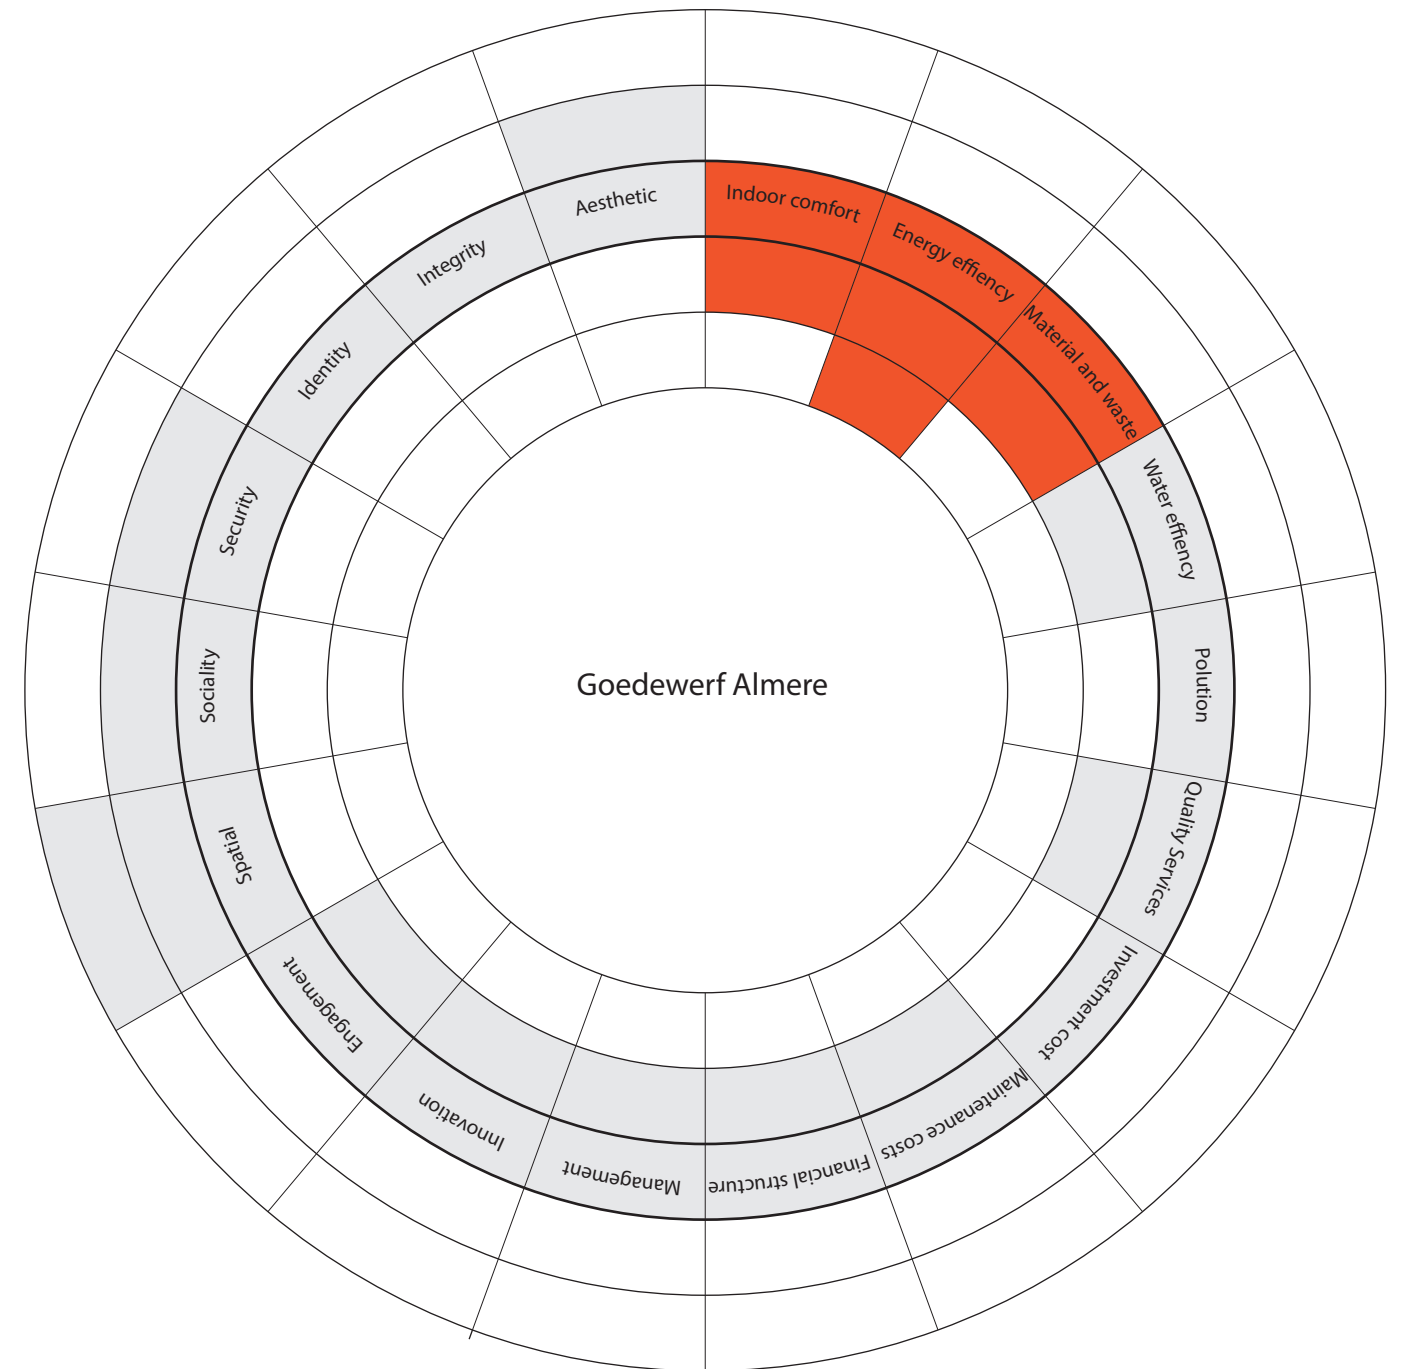 Indoor comfort
Energy effiency
Material and waste
Water effiency
Polution
Quality Services
Investment cost
Maintenance costs
Financial structure
Management
Innovation
Engagement
Spatial
Sociality
Security
Identity
Integrity
Aesthetic
Goedewerf Almere